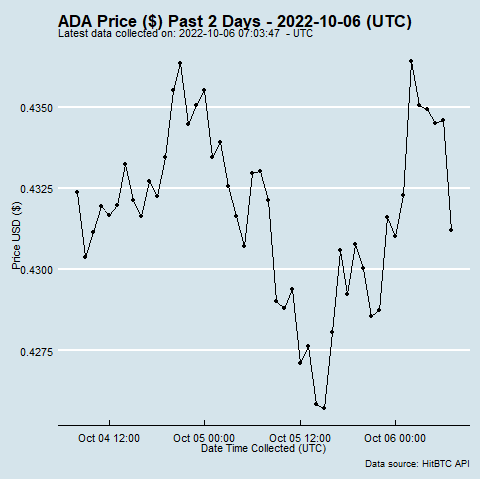 ADA Price ($) Past 2 Days - 2022-10-06 (UTC)
Latest data collected on: 2022-10-06 07:03:47  - UTC
Price USD ($)
0.4350
0.4325
0.4300
0.4275
Oct 04 12:00
Oct 05 00:00
Oct 05 12:00
Oct 06 00:00
Date Time Collected (UTC)
Data source: HitBTC API